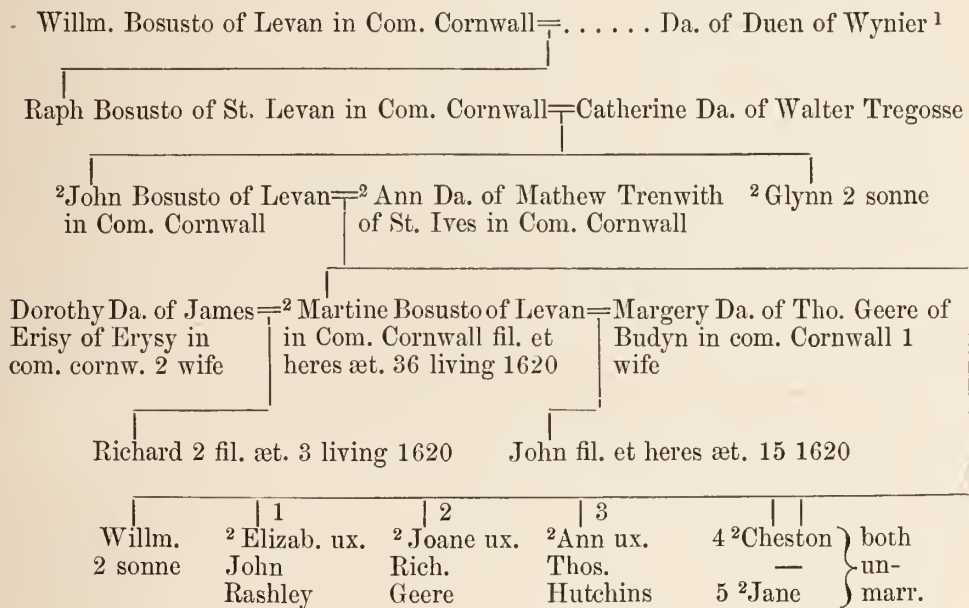 Willm. Bosusto of Levan in Com. Cornwall=. . . . . . Da. of Duen of Wynier ¹
Raph Bosusto of St. Levan in Com. Cornwall=Catherine Da. of Walter Tregosse
²John Bosusto of Levan=² Ann Da. of Mathew Trenwith ² Glynn 2 sonne
in Com. Cornwall of St. Ives in Com. Cornwall
Dorothy Da. of James=² Martine Bosusto of Levan=Margery Da. of Tho. Geere of
Erisy of Erysy in in Com. Cornwall fil. et Budyn in com. Cornwall 1
com. cornw. 2 wife heres æt. 36 living 1620 wife
Richard 2 fil. æt. 3 living 1620 John fil. et heres æt. 15 1620
1 2 3
Willm. ² Elizab. ux. ² Joane ux. ²Ann ux. 4 ²Cheston } both
2 sonne John Rich. Thos. — un-
Rashley Geere Hutchins 5 ²Jane marr.